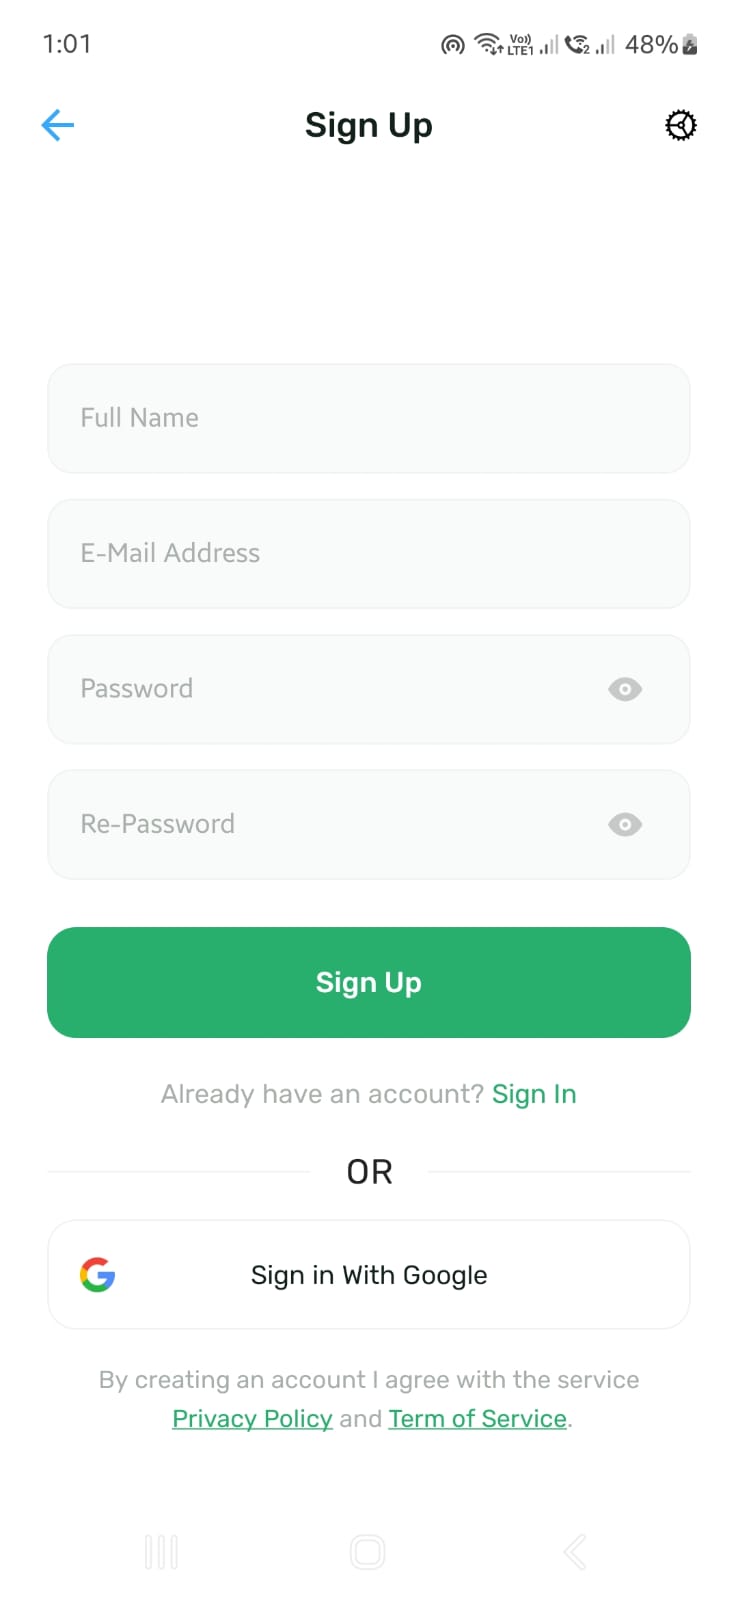 1:01
Vo)) LTE1 2 48%
Sign Up
Full Name
E-Mail Address
Password
Re-Password
Sign Up
Already have an account? Sign In
OR
Sign in With Google
By creating an account I agree with the service
Privacy Policy and Term of Service.